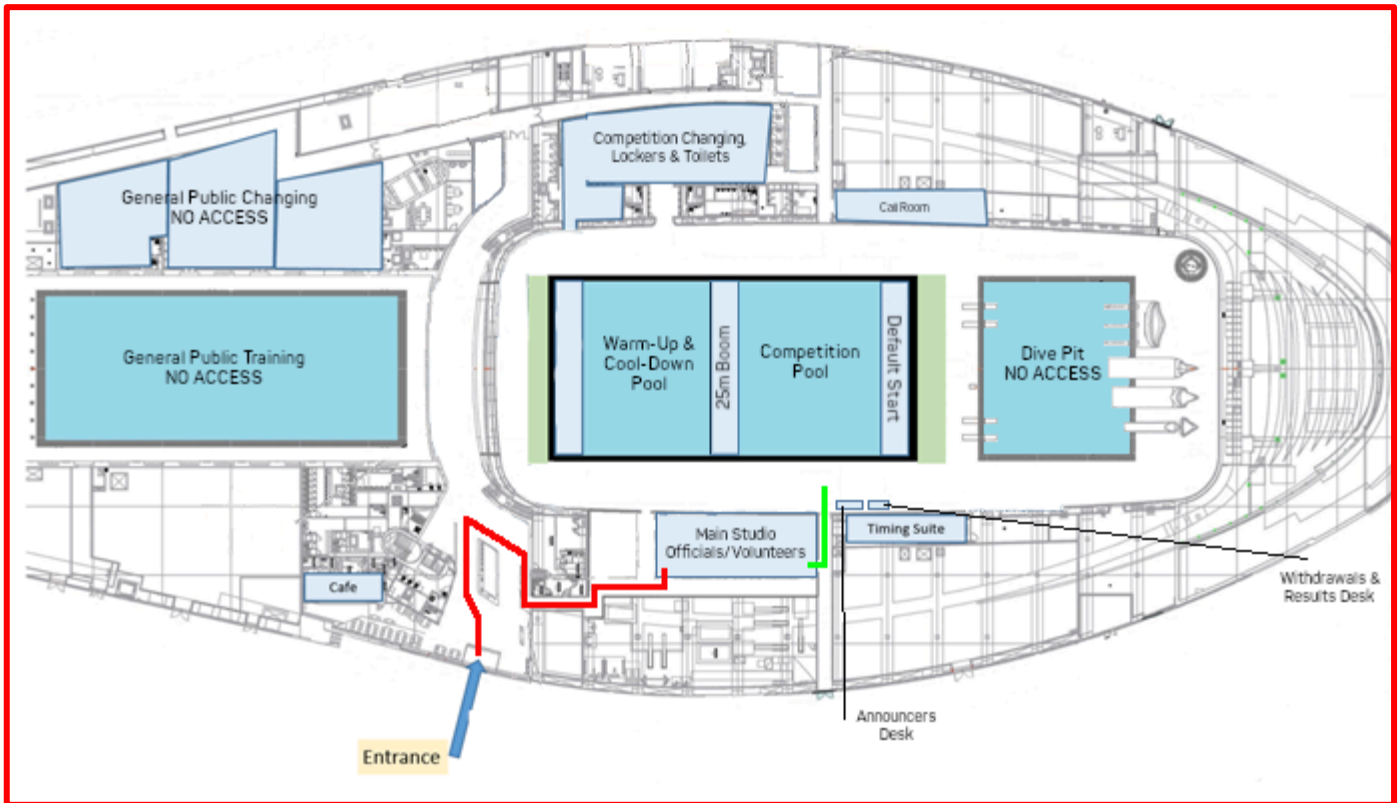 Competition Changing,
Lockers & Toilets
General Public Changing
NO ACCESS
Call Room
General Public Training
NO ACCESS
Warm-Up &
Cool-Down
Pool
25m Boom
Competition
Pool
Default Start
Dive Pit
NO ACCESS
Main Studio
Officials/Volunteers
Timing Suite
Cafe
Withdrawals &
Results Desk
Announcers
Desk
Entrance